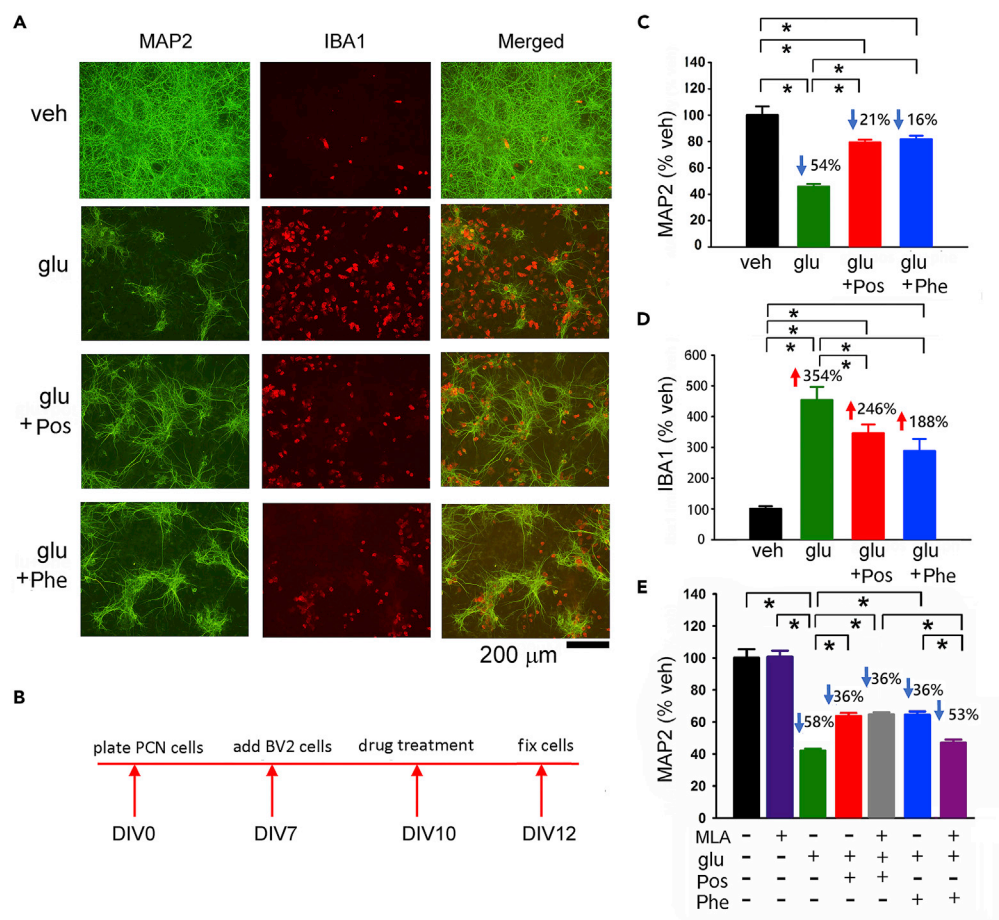 A
MAP2 IBA1 Merged
veh
glu
glu
+Pos
glu
+Phe
200 μm
B
plate PCN cells add BV2 cells drug treatment fix cells
DIV0 DIV7 DIV10 DIV12
C
MAP2 (% veh)
140
120
100
80
60
40
20
0
* 
*
*
* *
54%
21%
16%
veh glu glu glu
+Pos +Phe
D
IBA1 (% veh)
600
500
400
300
200
100
0
*
*
* *
*
354%
246%
188%
veh glu glu glu
+Pos +Phe
E
MAP2 (% veh)
140
120
100
80
60
40
20
0
* *
* * *
* *
58%
36%
36%
36%
53%
MLA - + - - + - +
glu - - + + + + +
Pos - - - + + - -
Phe - - - - - + +